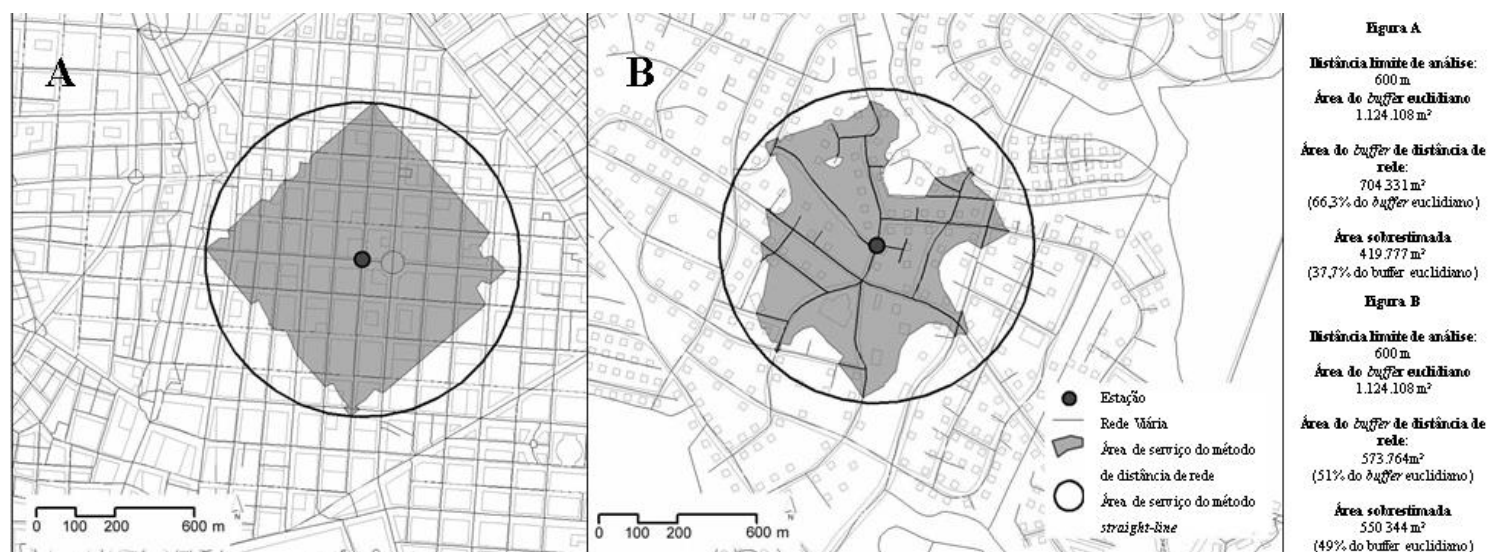 A
0 100 200 600 m
B
0 100 200 600 m
Estação
Rede Viária
Área de serviço do método
de distância de rede
Área de serviço do método
straight-line
Figura A
Distância limite de análise:
600 m
Área do buffer euclidiano
1.124.108 m²
Área do buffer de distância de
rede:
704.331 m²
(66,3% do buffer euclidiano)
Área sobrestimada
419.777 m²
(37,7% do buffer euclidiano)
Figura B
Distância limite de análise:
600 m
Área do buffer euclidiano
1.124.108 m²
Área do buffer de distância de
rede:
573.764m²
(51% do buffer euclidiano)
Área sobrestimada
550.344 m²
(49% do buffer euclidiano)